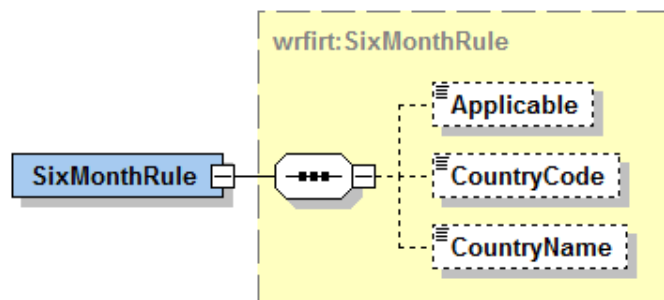 wrfirt:SixMonthRule
Applicable
SixMonthRule
CountryCode
CountryName